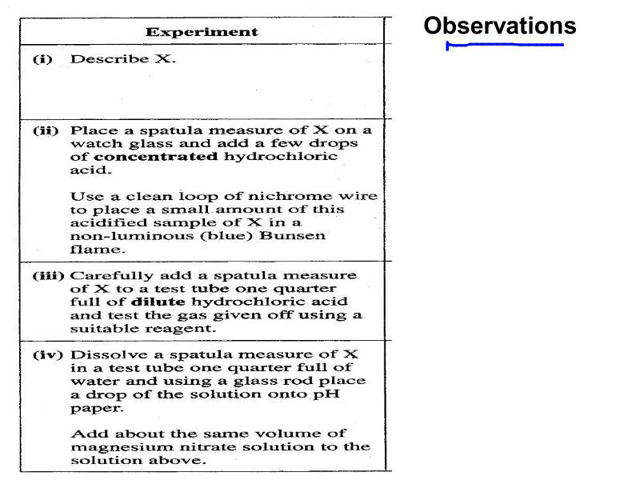 Experiment
Observations
(i) Describe X.
(ii) Place a spatula measure of X on a
watch glass and add a few drops
of concentrated hydrochloric
acid.
Use a clean loop of nichrome wire
to place a small amount of this
acidified sample of X in a
non-luminous (blue) Bunsen
flame.
(iii) Carefully add a spatula measure
of X to a test tube one quarter
full of dilute hydrochloric acid
and test the gas given off using a
suitable reagent.
(iv) Dissolve a spatula measure of X
in a test tube one quarter full of
water and using a glass rod place
a drop of the solution onto pH
paper.
Add about the same volume of
magnesium nitrate solution to the
solution above.